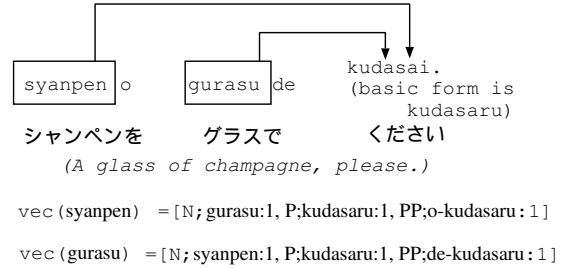 syanpen o gurasu de kudasai.
(basic form is
kudasaru)
シャンペンを グラスで ください
(A glass of champagne, please.)
vec(syanpen) =[N;gurasu:1, P;kudasaru:1, PP;o-kudasaru:1]
vec(gurasu) =[N;syanpen:1, P;kudasaru:1, PP;de-kudasaru:1]